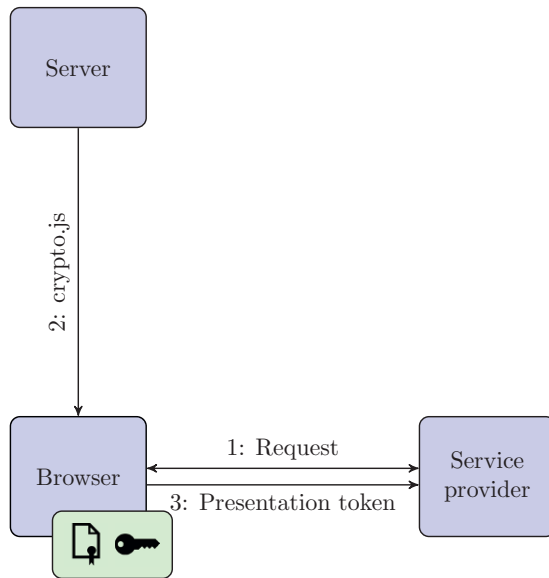 Server
2: crypto.js
Browser
1: Request
3: Presentation token
Service
provider